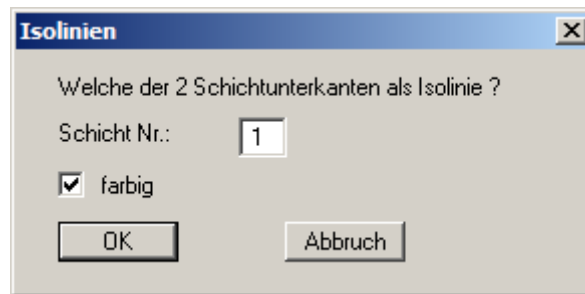 Isolinien
Welche der 2 Schichtunterkanten als Isolinie ?
Schicht Nr.: 1
farbig
OK Abbruch